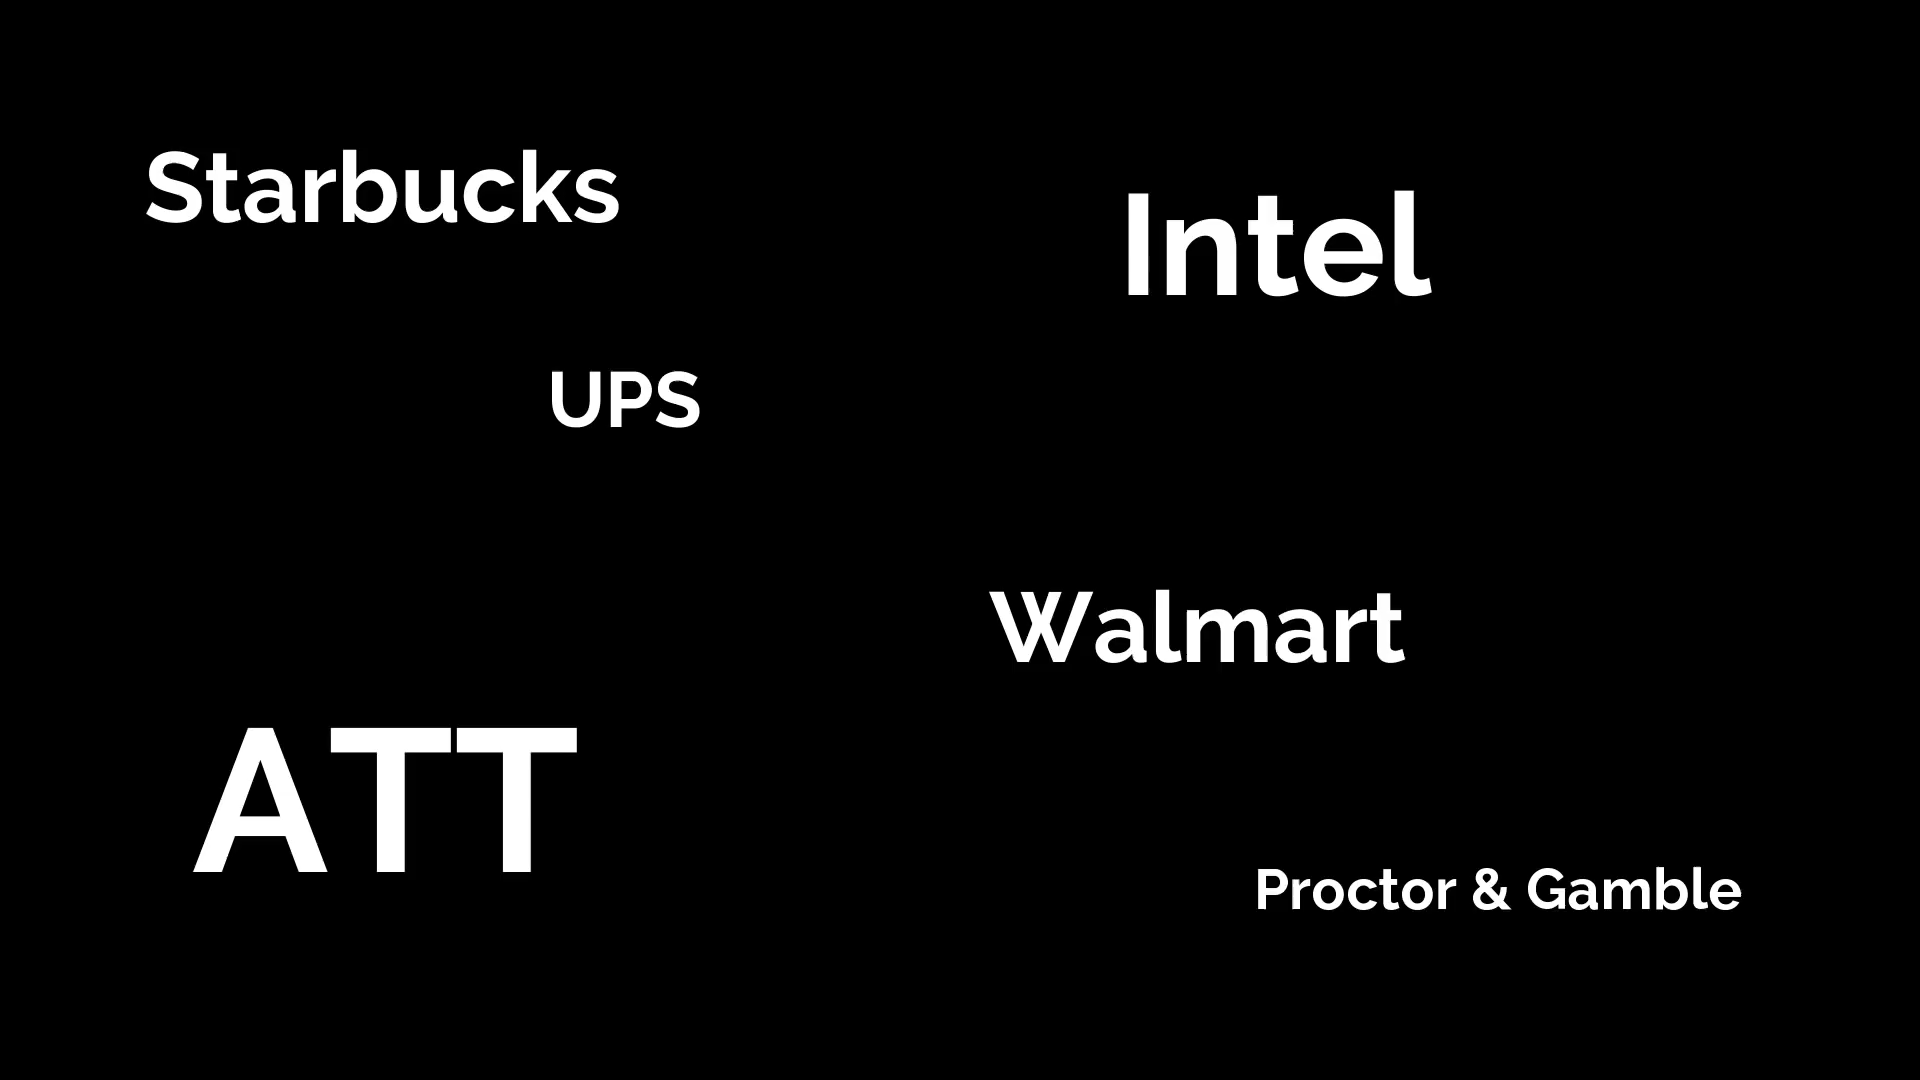 Starbucks
Intel
UPS
Walmart
ATT
Proctor & Gamble